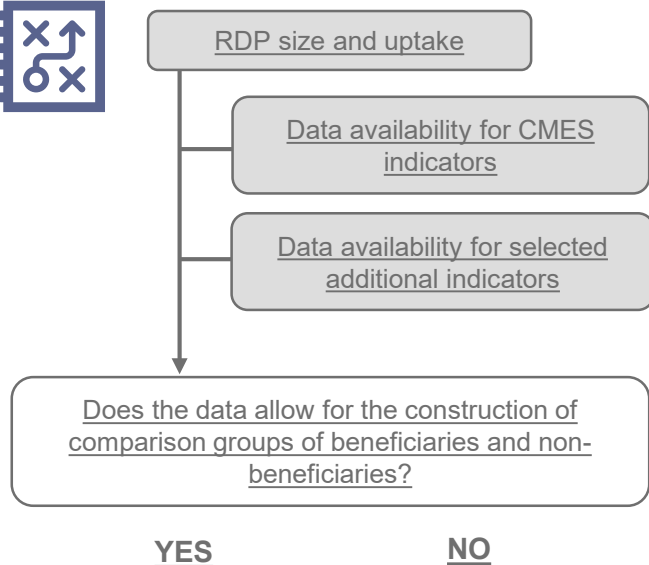 RDP size and uptake
Data availability for CMES
indicators
Data availability for selected
additional indicators
Does the data allow for the construction of
comparison groups of beneficiaries and non-
beneficiaries?
YES NO